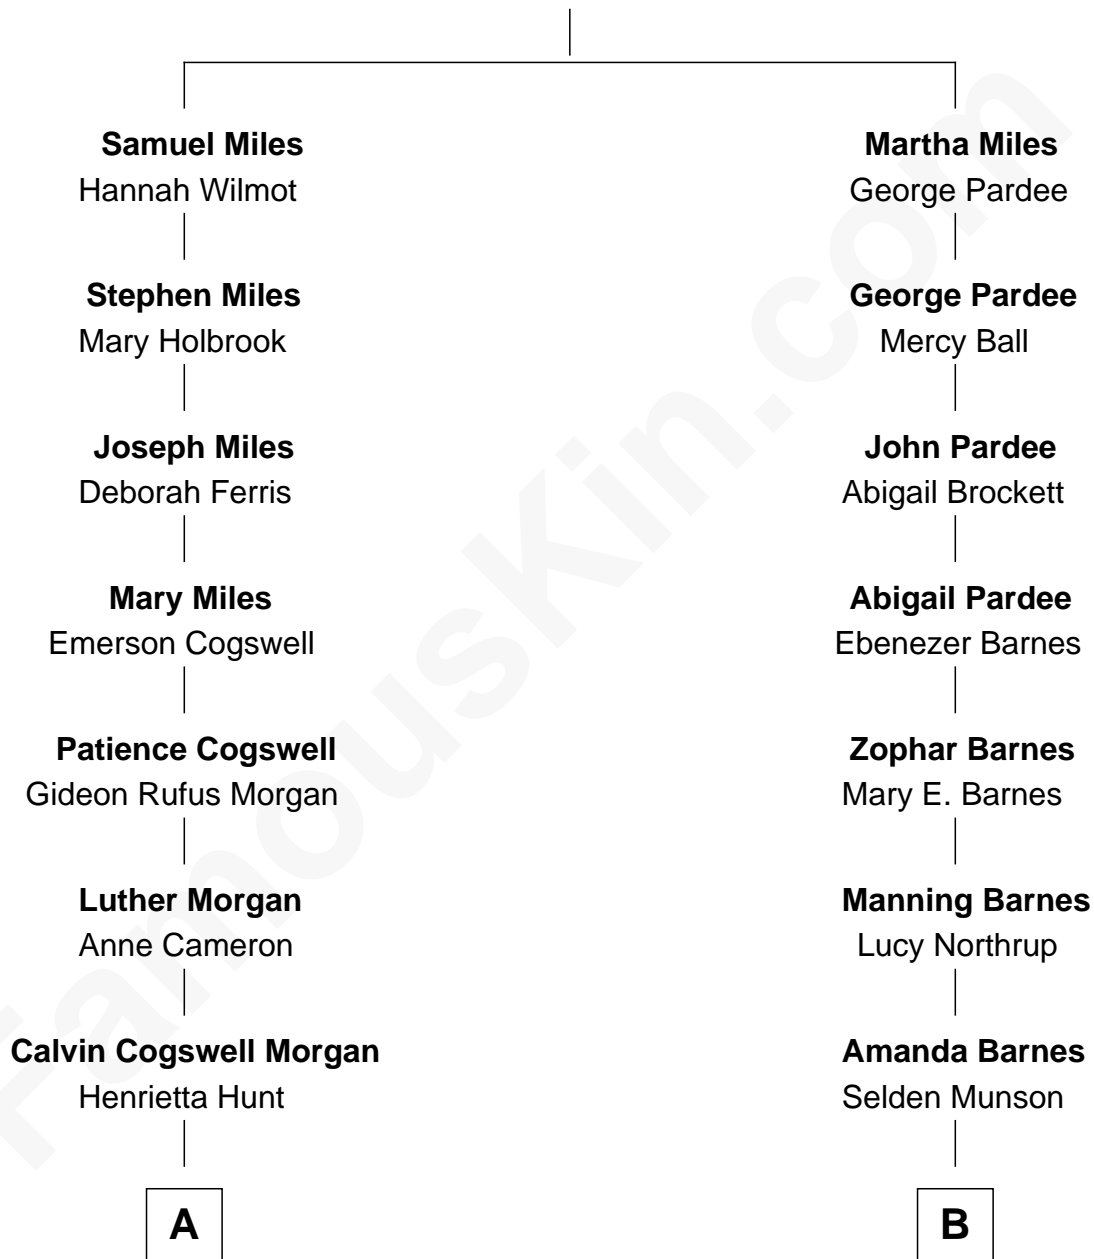 Samuel Miles
Hannah Wilmot
Stephen Miles
Mary Holbrook
Joseph Miles
Deborah Ferris
Mary Miles
Emerson Cogswell
Patience Cogswell
Gideon Rufus Morgan
Luther Morgan
Anne Cameron
Calvin Cogswell Morgan
Henrietta Hunt
A
Martha Miles
George Pardee
George Pardee
Mercy Ball
John Pardee
Abigail Brockett
Abigail Pardee
Ebenezer Barnes
Zophar Barnes
Mary E. Barnes
Manning Barnes
Lucy Northrup
Amanda Barnes
Selden Munson
B
FamousKin.com